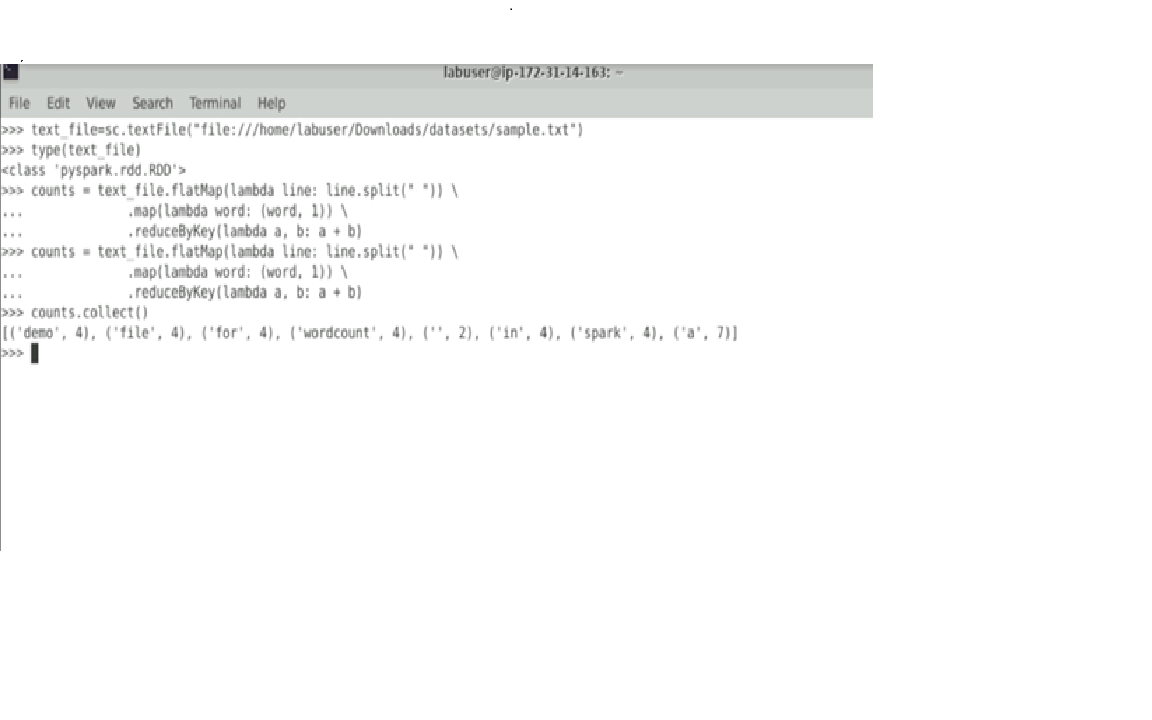 labuser@ip-172-31-14-163: ~
File Edit View Search Terminal Help
>>> text_file=sc.textFile("file:///home/labuser/Downloads/datasets/sample.txt")
>>> type(text_file)
<class 'pyspark.rdd.RDD'>
>>> counts = text_file.flatMap(lambda line: line.split(" ")) \
...             .map(lambda word: (word, 1)) \
...             .reduceByKey(lambda a, b: a + b)
>>> counts = text_file.flatMap(lambda line: line.split(" ")) \
...             .map(lambda word: (word, 1)) \
...             .reduceByKey(lambda a, b: a + b)
>>> counts.collect()
[('demo', 4), ('file', 4), ('for', 4), ('wordcount', 4), ('', 2), ('in', 4), ('spark', 4), ('a', 7)]
>>>